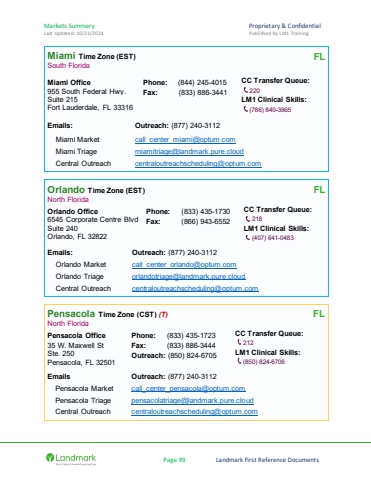 Markets Summary Proprietary & Confidential
Last Updated: 10/21/2024 Published by LM1 Training
Miami Time Zone (EST) FL
South Florida
Miami Office Phone: (844) 245-4015 CC Transfer Queue:
955 South Federal Hwy. Fax: (833) 886-3441 220
Suite 215 LM1 Clinical Skills:
Fort Lauderdale, FL 33316 (786) 840-3865
Emails: Outreach: (877) 240-3112
Miami Market call_center_miami@optum.com
Miami Triage miamitriage@landmark.pure.cloud
Central Outreach centraloutreachscheduling@optum.com
Orlando Time Zone (EST) FL
North Florida
Orlando Office Phone: (833) 435-1730 CC Transfer Queue:
6545 Corporate Centre Blvd Fax: (866) 943-6552 218
Suite 240 LM1 Clinical Skills:
Orlando, FL 32822 (407) 641-0483
Emails: Outreach: (877) 240-3112
Orlando Market call_center_orlando@optum.com
Orlando Triage orlandotriage@landmark.pure.cloud
Central Outreach centraloutreachscheduling@optum.com
Pensacola Time Zone (CST) (T) FL
North Florida
Pensacola Office Phone: (833) 435-1723 CC Transfer Queue:
35 W. Maxwell St Fax: (833) 886-3444 212
Ste. 250 Outreach: (850) 824-6705 LM1 Clinical Skills:
Pensacola, FL 32501 (850) 824-6706
Emails Outreach: (877) 240-3112
Pensacola Market call_center_pensacola@optum.com
Pensacola Triage pensacolatriage@landmark.pure.cloud
Central Outreach centraloutreachscheduling@optum.com
Landmark Page 99 Landmark First Reference Documents